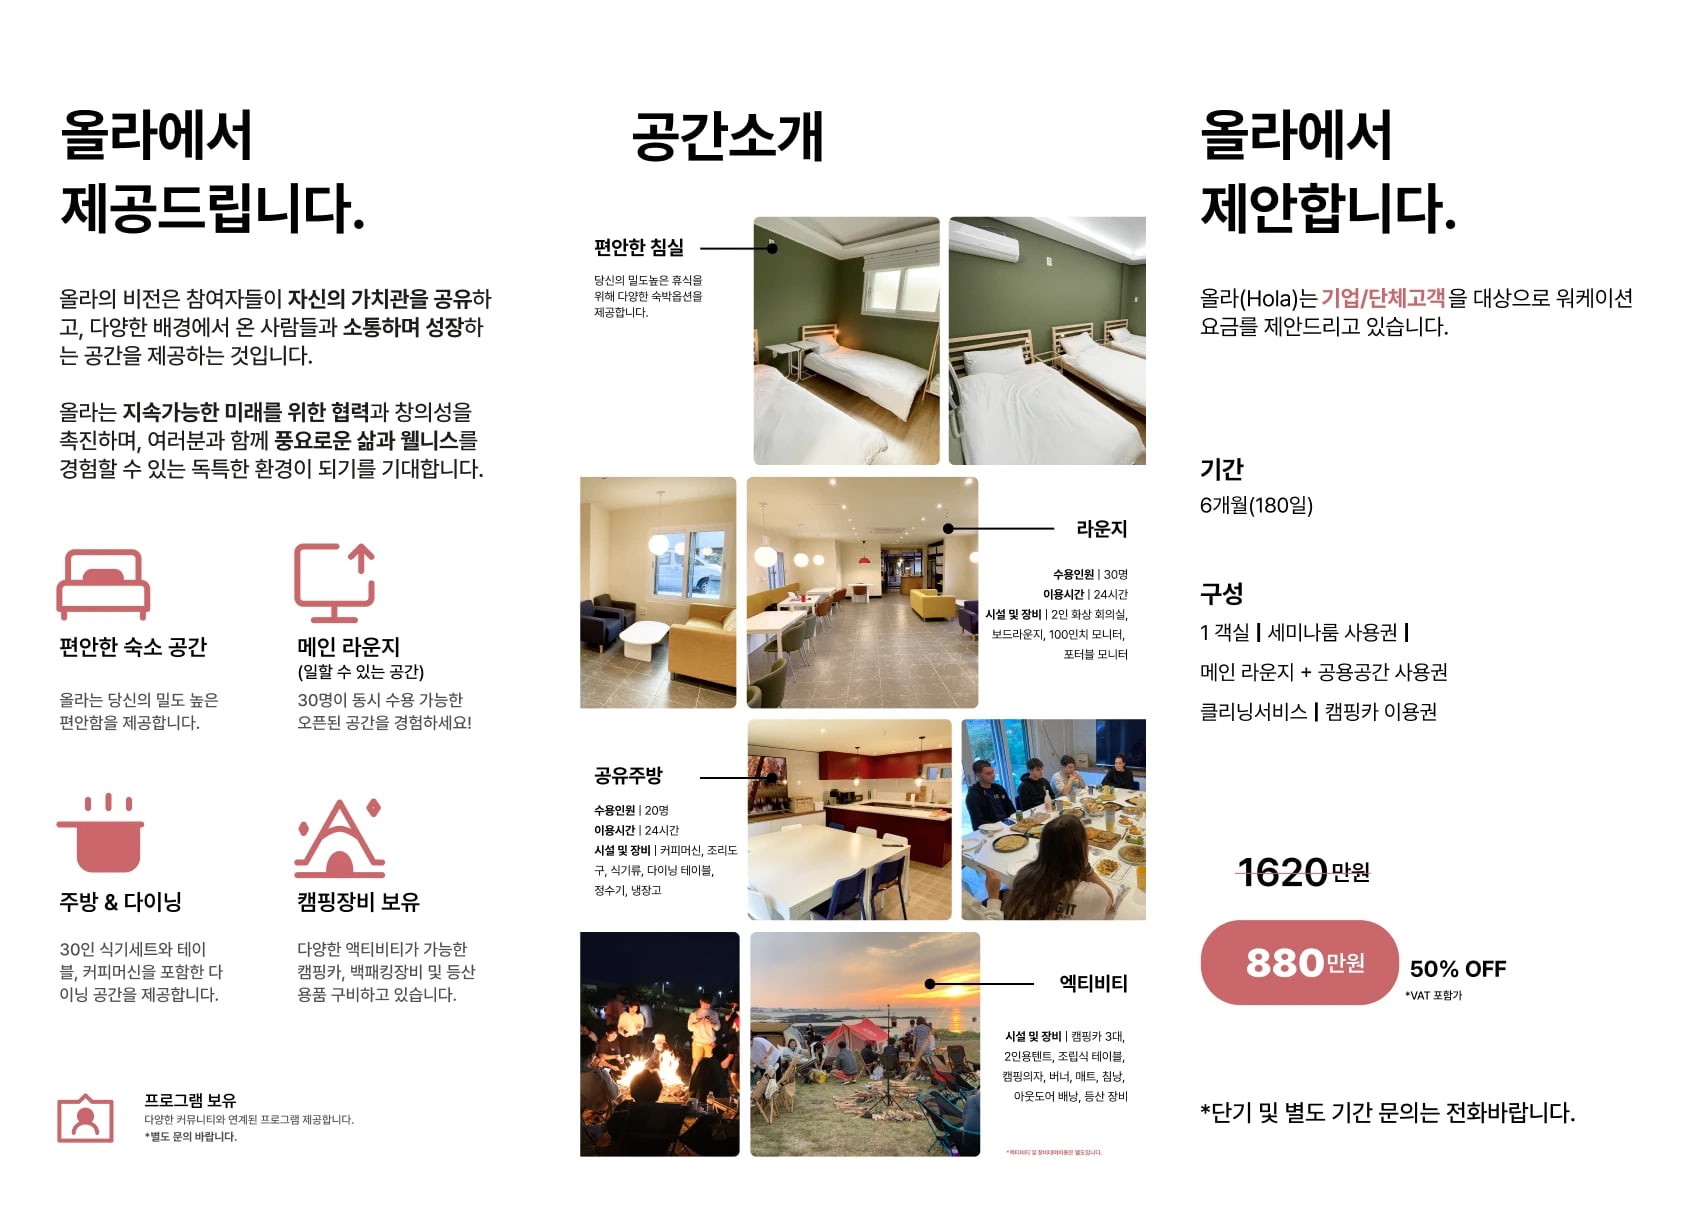 올라에서
제공드립니다.
올라의 비전은 참여자들이 자신의 가치관을 공유하
고, 다양한 배경에서 온 사람들과 소통하며 성장하
는 공간을 제공하는 것입니다.
올라는 지속가능한 미래를 위한 협력과 창의성을
촉진하며, 여러분과 함께 풍요로운 삶과 웰니스를
경험할 수 있는 독특한 환경이 되기를 기대합니다.
편안한 숙소 공간
올라는 당신의 밀도 높은
편안함을 제공합니다.
메인 라운지
(일할 수 있는 공간)
30명이 동시 수용 가능한
오픈된 공간을 경험하세요!
주방 & 다이닝
30인 식기세트와 테이
블, 커피머신을 포함한 다
이닝 공간을 제공합니다.
캠핑장비 보유
다양한 액티비티가 가능한
캠핑카, 백패킹장비 및 등산
용품 구비하고 있습니다.
프로그램 보유
다양한 커뮤니티와 연계된 프로그램 제공합니다.
*별도 문의 바랍니다.
공간소개
편안한 침실
당신의 밀도높은 휴식을
위해 다양한 숙박옵션을
제공합니다.
라운지
수용인원 | 30명
이용시간 | 24시간
시설 및 장비 | 2인 화상 회의실,
보드라운지, 100인치 모니터,
포터블 모니터
공유주방
수용인원 | 20명
이용시간 | 24시간
시설 및 장비 | 커피머신, 조리도
구, 식기류, 다이닝 테이블,
정수기, 냉장고
엑티비티
시설 및 장비 | 캠핑카 3대,
2인용텐트, 조립식 테이블,
캠핑의자, 버너, 매트, 침낭,
아웃도어 배낭, 등산 장비
*엑티비티 및 장비대여비용은 별도입니다.
올라에서
제안합니다.
올라(Hola)는 기업/단체고객을 대상으로 워케이션
요금를 제안드리고 있습니다.
기간
6개월(180일)
구성
1 객실 | 세미나룸 사용권 |
메인 라운지 + 공용공간 사용권
클리닝서비스 | 캠핑카 이용권
1620만원
880만원
50% OFF
*VAT 포함가
*단기 및 별도 기간 문의는 전화바랍니다.